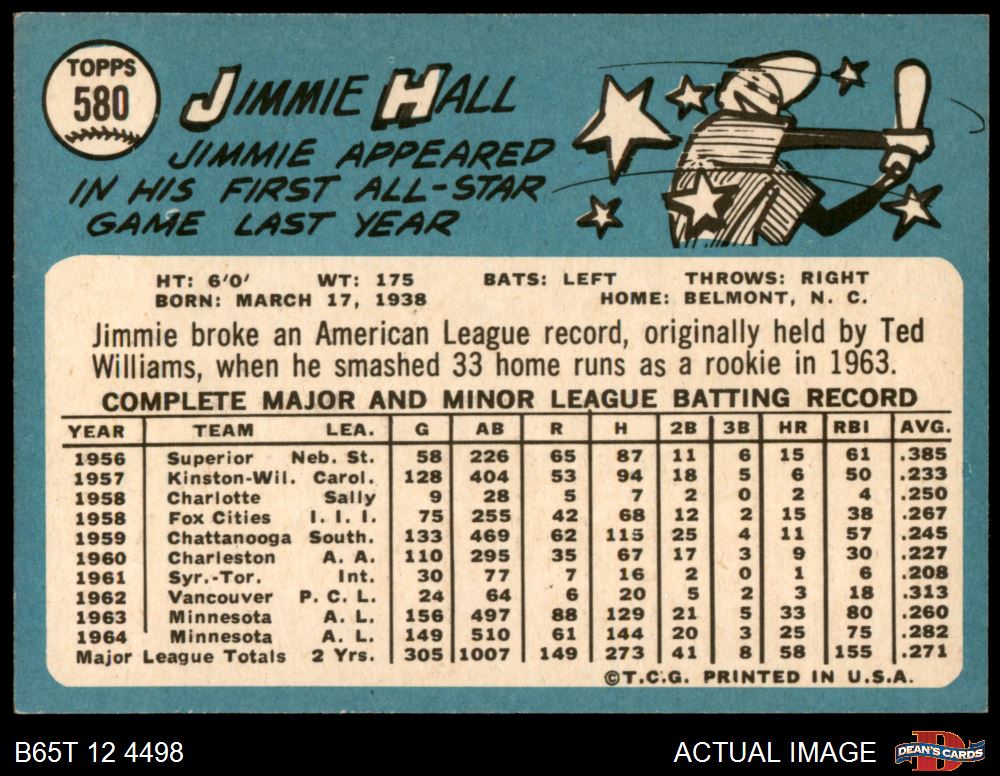 TOPPS
580
JIMMIE HALL
JIMMIE APPEARED
IN HIS FIRST ALL-STAR
GAME LAST YEAR
HT: 6'0' WT: 175 BATS: LEFT THROWS: RIGHT
BORN: MARCH 17, 1938 HOME: BELMONT, N. C.
Jimmie broke an American League record, originally held by Ted
Williams, when he smashed 33 home runs as a rookie in 1963.
COMPLETE MAJOR AND MINOR LEAGUE BATTING RECORD
YEAR TEAM LEA. G AB R H 2B 3B HR RBI AVG.
1956 Superior Neb. St. 58 226 65 87 11 6 15 61 .385
1957 Kinston-Wil. Carol. 128 404 53 94 18 5 6 50 .233
1958 Charlotte Sally 9 28 5 7 2 0 2 4 .250
1958 Fox Cities I. I. I. 75 255 42 68 12 2 15 38 .267
1959 Chattanooga South. 133 469 62 115 25 4 11 57 .245
1960 Charleston A. A. 110 295 35 67 17 3 9 30 .227
1961 Syr.-Tor. Int. 30 77 7 16 2 0 1 6 .208
1962 Vancouver P. C. L. 24 64 6 20 5 2 3 18 .313
1963 Minnesota A. L. 156 497 88 129 21 5 33 80 .260
1964 Minnesota A. L. 149 510 61 144 20 3 25 75 .282
Major League Totals 2 Yrs. 305 1007 149 273 41 8 58 155 .271
©T.C.G. PRINTED IN U.S.A.
B65T 12 4498 ACTUAL IMAGE
D
DEAN'S CARDS